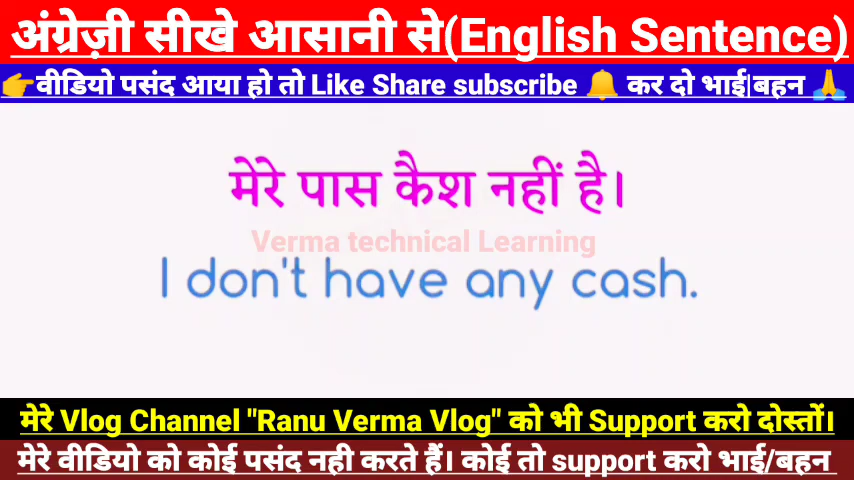 अंग्रेज़ी सीखे आसानी से(English Sentence)
👉वीडियो पसंद आया हो तो Like Share subscribe 🔔 कर दो भाई|बहन 🙏
मेरे पास कैश नहीं है।
Verma technical Learning
I don't have any cash.
मेरे Vlog Channel "Ranu Verma Vlog" को भी Support करो दोस्तों।
मेरे वीडियो को कोई पसंद नही करते हैं। कोई तो support करो भाई/बहन